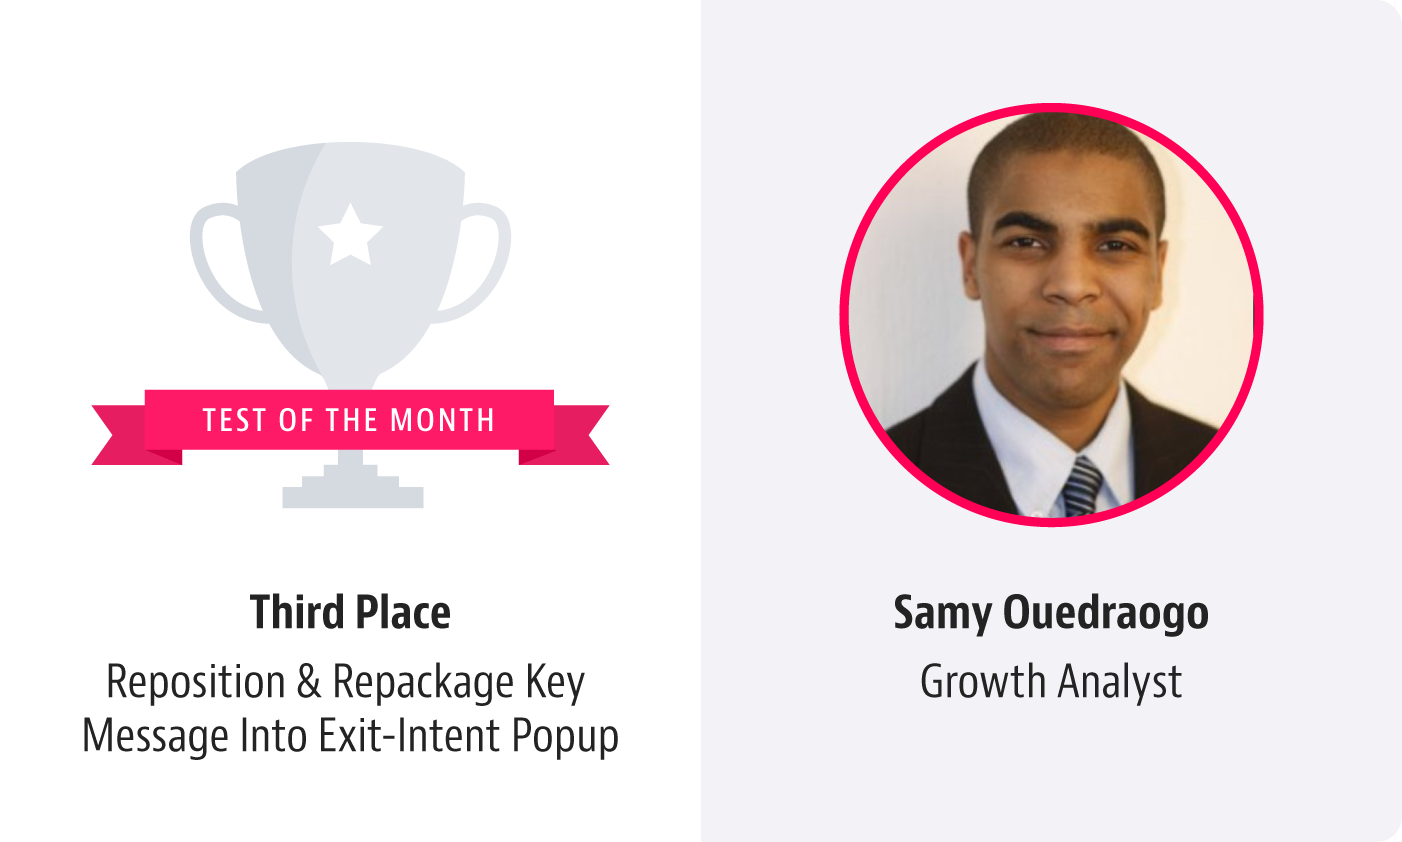 TEST OF THE MONTH
Third Place
Reposition & Repackage Key
Message Into Exit-Intent Popup
Samy Ouedraogo
Growth Analyst